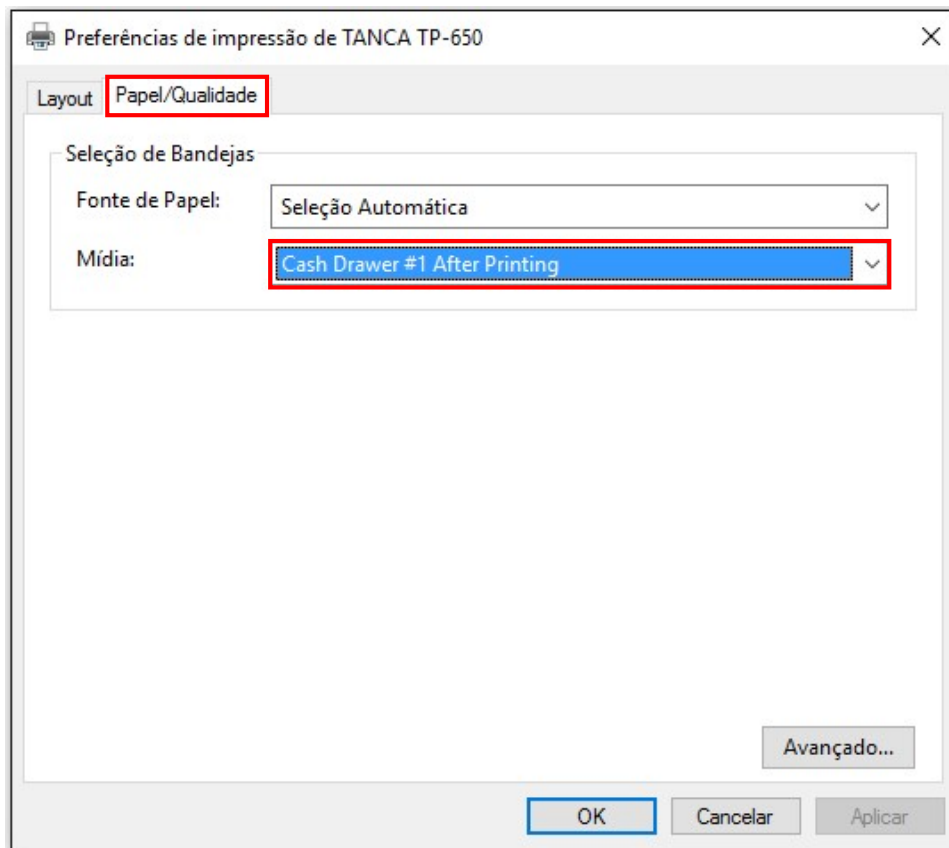 Preferências de impressão de TANCA TP-650
Layout Papel/Qualidade
Seleção de Bandejas
Fonte de Papel: Seleção Automática
Mídia: Cash Drawer #1 After Printing
Avançado...
OK Cancelar Aplicar